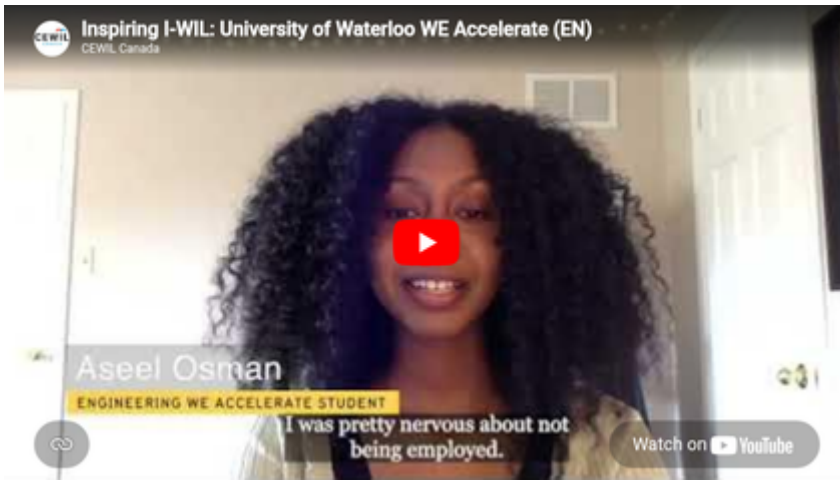 CEWIL
Inspiring I-WIL: University of Waterloo WE Accelerate (EN)
CEWIL Canada
Aseel Osman
ENGINEERING WE ACCELERATE STUDENT
I was pretty nervous about not
being employed.
Watch on YouTube